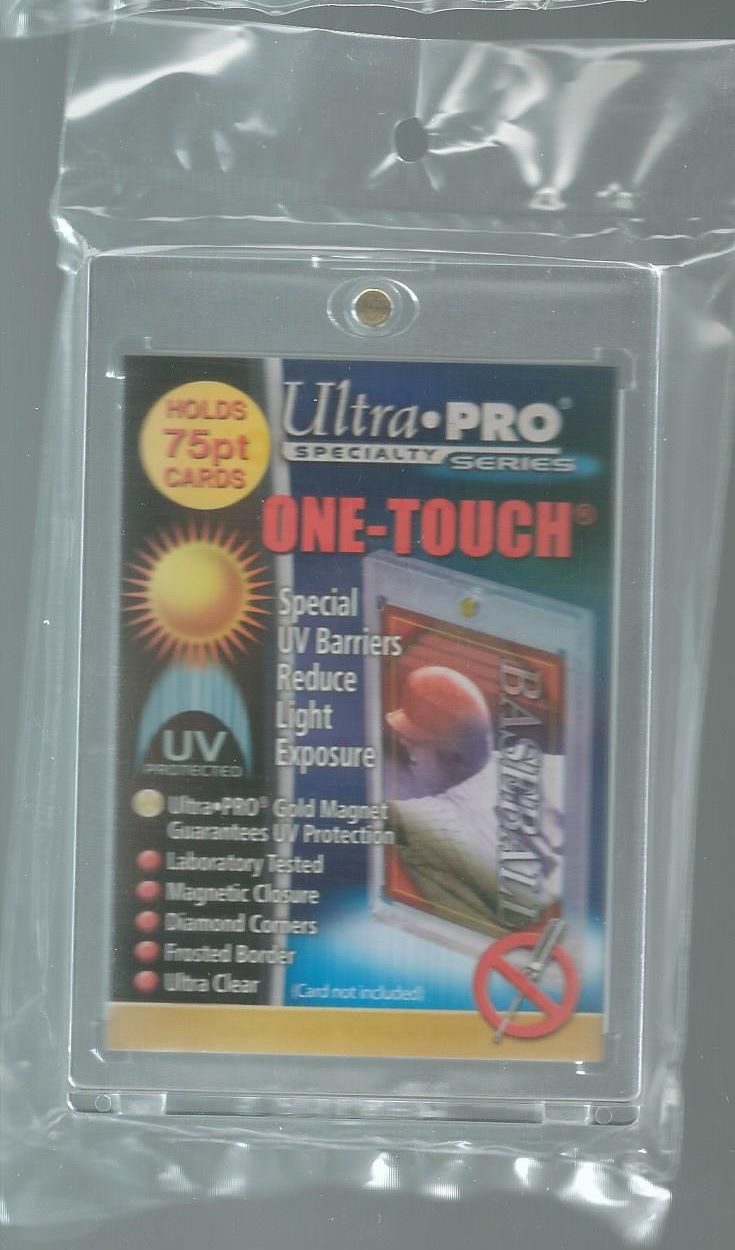 HOLDS
75pt
CARDS
Ultra•PRO®
SPECIALTY SERIES
ONE-TOUCH®
Special
UV Barriers
Reduce
Light
Exposure
UV
PROTECTED
BASEBALL
Ultra•PRO® Gold Magnet
Guarantees UV Protection
Laboratory Tested
Magnetic Closure
Diamond Corners
Frosted Border
Ultra Clear
(Card not included)